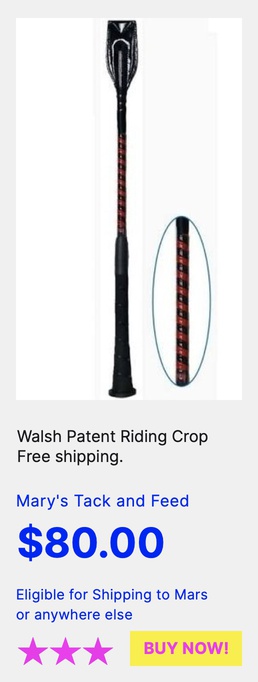 Walsh Patent Riding Crop
Free shipping.
Mary's Tack and Feed
$80.00
Eligible for Shipping to Mars
or anywhere else
BUY NOW!